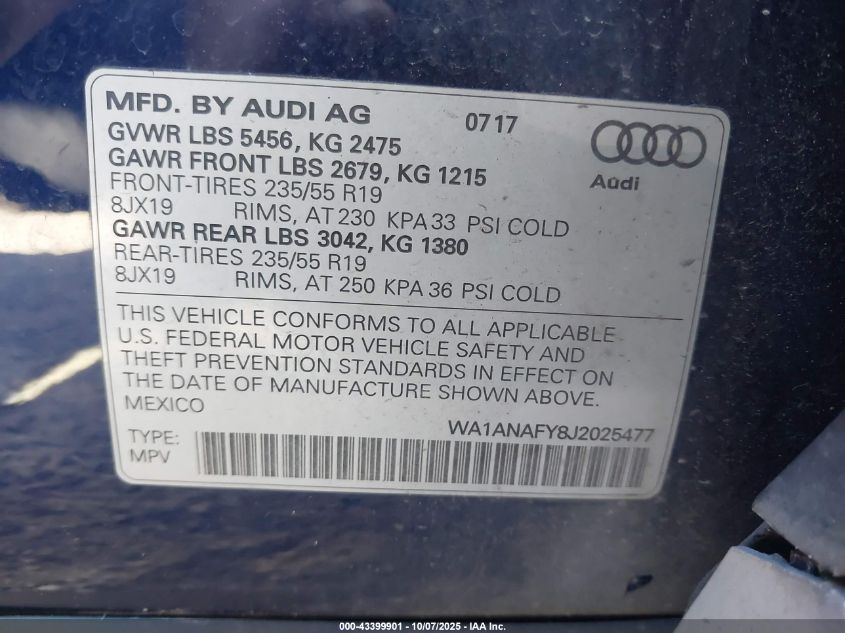 MFD. BY AUDI AG 0717
GVWR LBS 5456, KG 2475
GAWR FRONT LBS 2679, KG 1215
FRONT-TIRES 235/55 R19
8JX19 RIMS, AT 230 KPA 33 PSI COLD
GAWR REAR LBS 3042, KG 1380
REAR-TIRES 235/55 R19
8JX19 RIMS, AT 250 KPA 36 PSI COLD
Audi
THIS VEHICLE CONFORMS TO ALL APPLICABLE
U.S. FEDERAL MOTOR VEHICLE SAFETY AND
THEFT PREVENTION STANDARDS IN EFFECT ON
THE DATE OF MANUFACTURE SHOWN ABOVE.
MEXICO
WA1ANAFY8J2025477
TYPE:
MPV
000-43399901 - 10/07/2025 - IAA Inc.